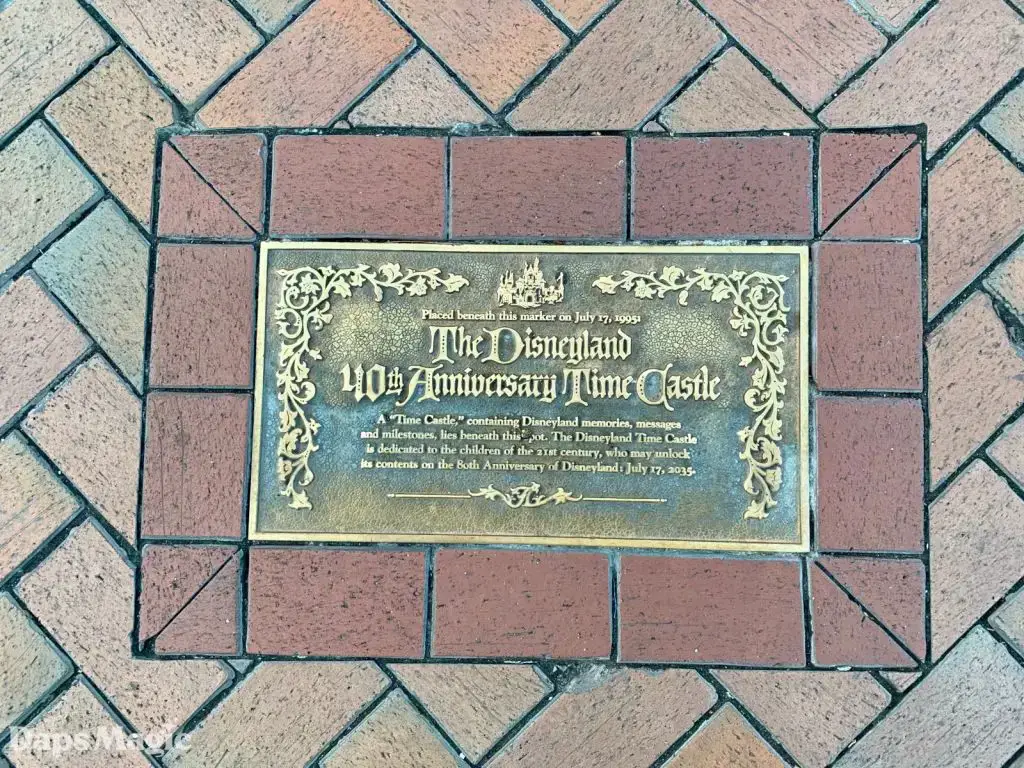 Placed beneath this marker on July 17, 1995:
The Disneyland
40th Anniversary Time Castle
A "Time Castle," containing Disneyland memories, messages
and milestones, lies beneath this spot. The Disneyland Time Castle
is dedicated to the children of the 21st century, who may unlock
its contents on the 80th Anniversary of Disneyland: July 17, 2035.
DapsMagic